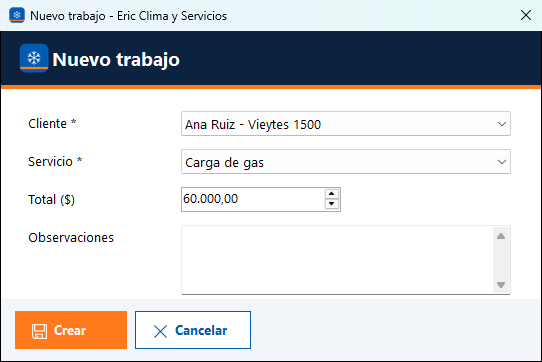 Nuevo trabajo - Eric Clima y Servicios
Nuevo trabajo
Cliente *
Ana Ruiz - Vieytes 1500
Servicio *
Carga de gas
Total ($)
60.000,00
Observaciones
Crear
Cancelar